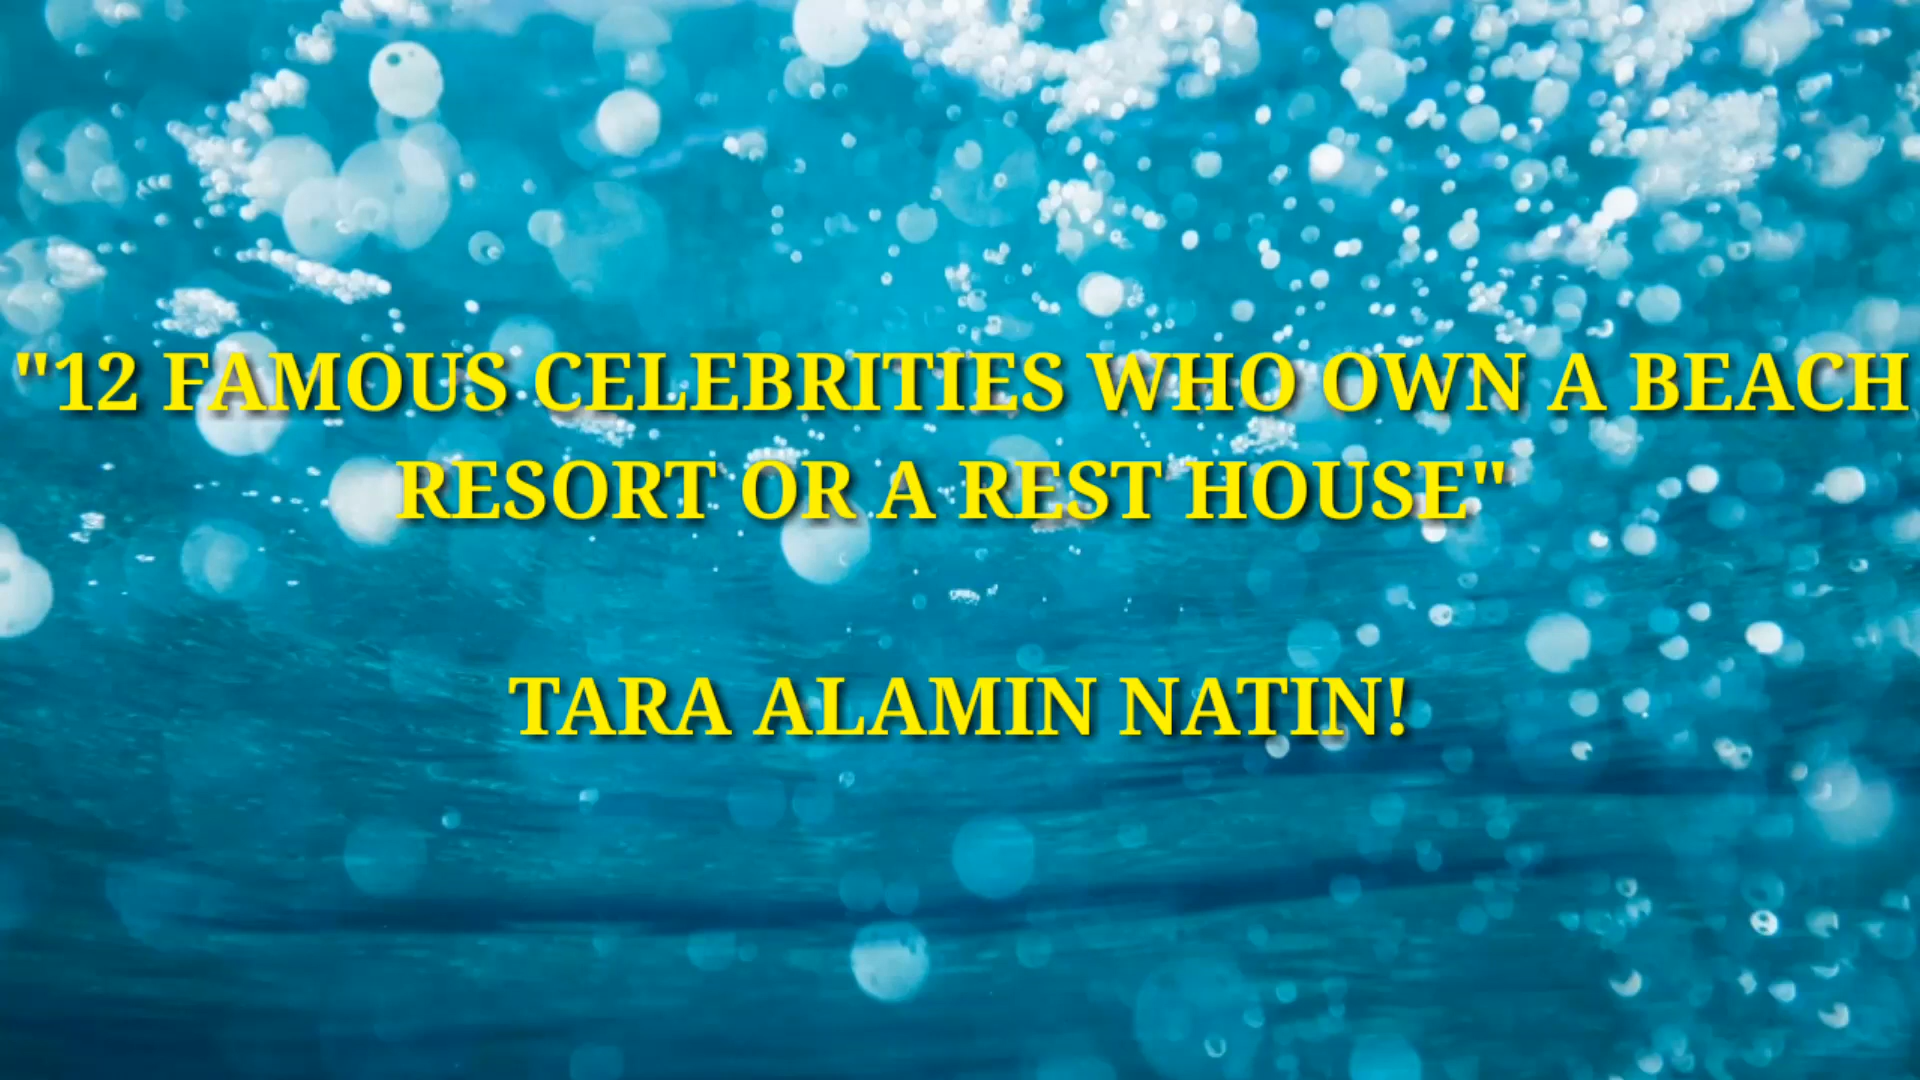 "12 FAMOUS CELEBRITIES WHO OWN A BEACH
RESORT OR A REST HOUSE"
TARA ALAMIN NATIN!